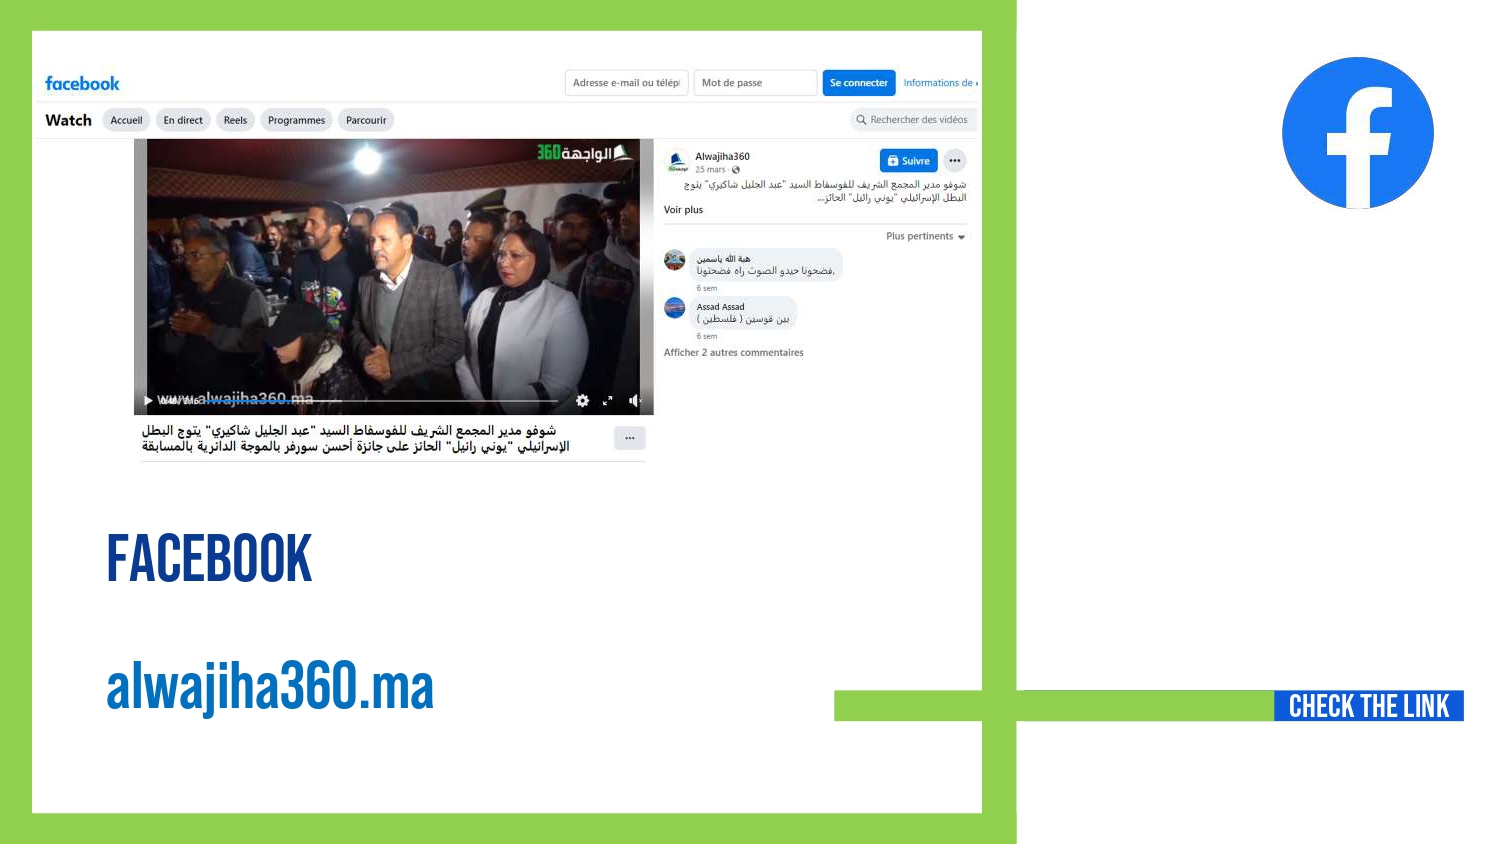 facebook
Adresse e-mail ou télép
Mot de passe
Se connecter
Informations de
Watch
Accueil
En direct
Reels
Programmes
Parcourir
Rechercher des vidéos
الواجهة360
www.alwajiha360.ma
Alwajiha360
25 mars
Suivre
شوفو مدير المجمع الشريف للفوسفاط السيد "عبد الجليل شاكيري" يتوج
البطل الإسرائيلي "يوني رانيل" الحائز...
Voir plus
Plus pertinents
هبة الله ياسمين
فضحونا حيدو الصوت راه فضحتونا.
6 sem
Assad Assad
بين قوسين ( فلسطين )
6 sem
Afficher 2 autres commentaires
شوفو مدير المجمع الشريف للفوسفاط السيد "عبد الجليل شاكيري" يتوج البطل
الإسرانيلي "يوني رانيل" الحائز على جائزة أحسن سورفر بالموجة الدانرية بالمسابقة
FACEBOOK
alwajiha360.ma
CHECK THE LINK